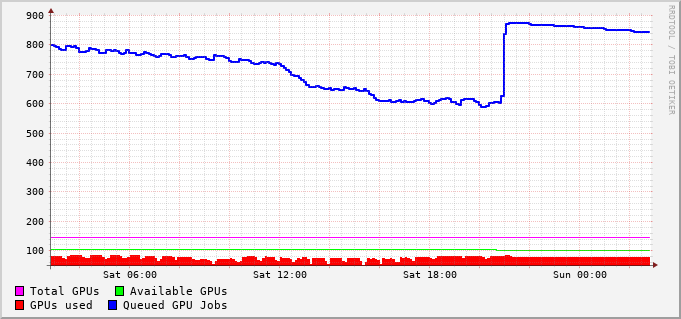 900
800
700
600
500
400
300
200
100
Sat 06:00 Sat 12:00 Sat 18:00 Sun 00:00
Total GPUs Available GPUs
GPUs used Queued GPU Jobs
RRDTOOL / TOBI OETIKER